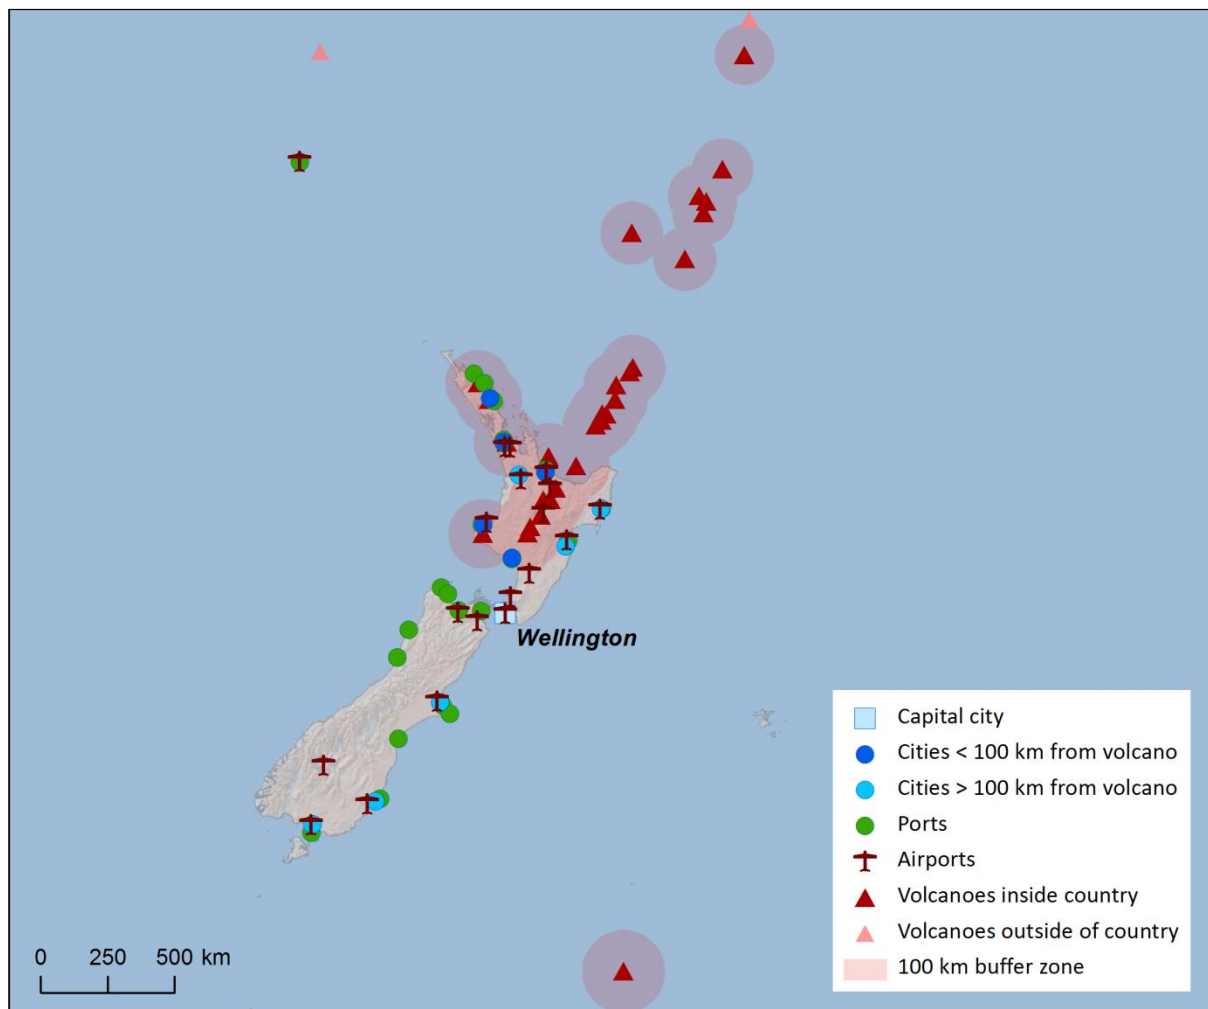 Wellington
Capital city
Cities < 100 km from volcano
Cities > 100 km from volcano
Ports
Airports
Volcanoes inside country
Volcanoes outside of country
100 km buffer zone
0 250 500 km